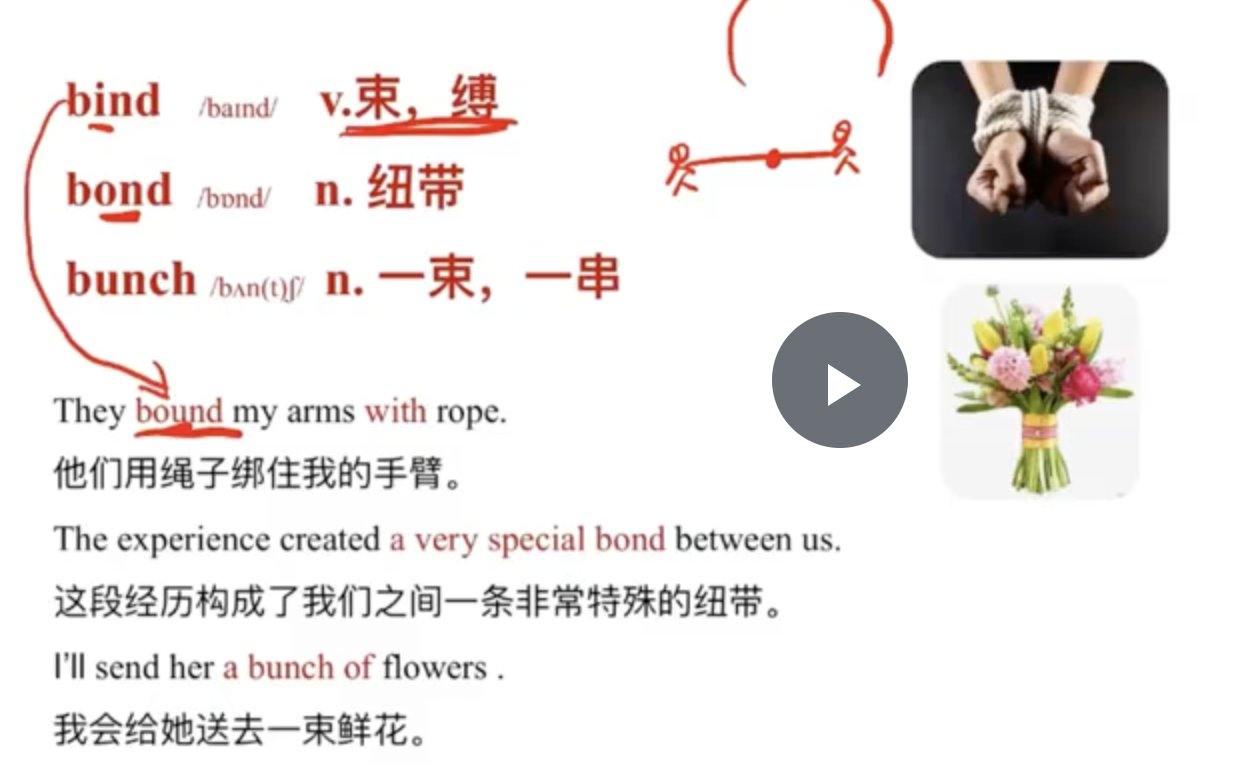 bind /baɪnd/ v.束，缚
bond /bɒnd/ n. 纽带
bunch /bʌn(t)ʃ/ n. 一束，一串
They bound my arms with rope.
他们用绳子绑住我的手臂。
The experience created a very special bond between us.
这段经历构成了我们之间一条非常特殊的纽带。
I'll send her a bunch of flowers .
我会给她送去一束鲜花。